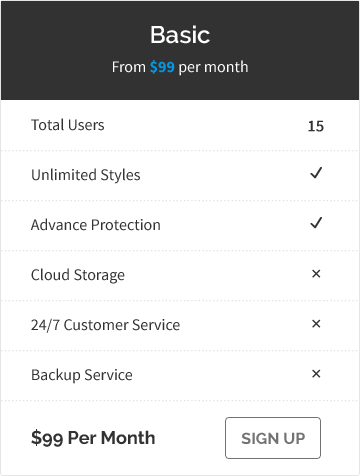 Basic
From $99 per month
Total Users 15
Unlimited Styles ✓
Advance Protection ✓
Cloud Storage ✕
24/7 Customer Service ✕
Backup Service ✕
$99 Per Month SIGN UP